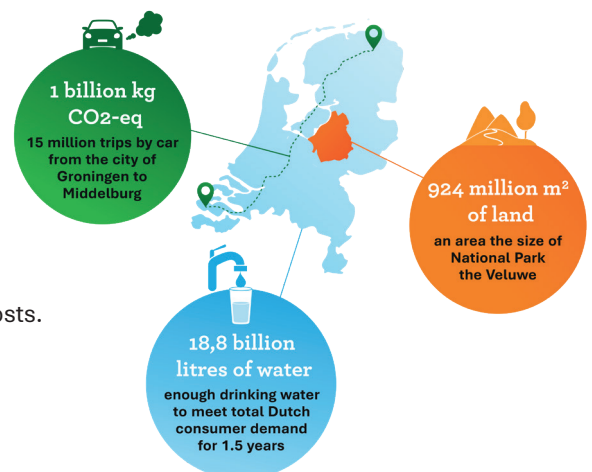 1 billion kg
CO2-eq
15 million trips by car
from the city of
Groningen to
Middelburg
924 million m²
of land
an area the size of
National Park
the Veluwe
osts.
18,8 billion
litres of water
enough drinking water
to meet total Dutch
consumer demand
for 1.5 years